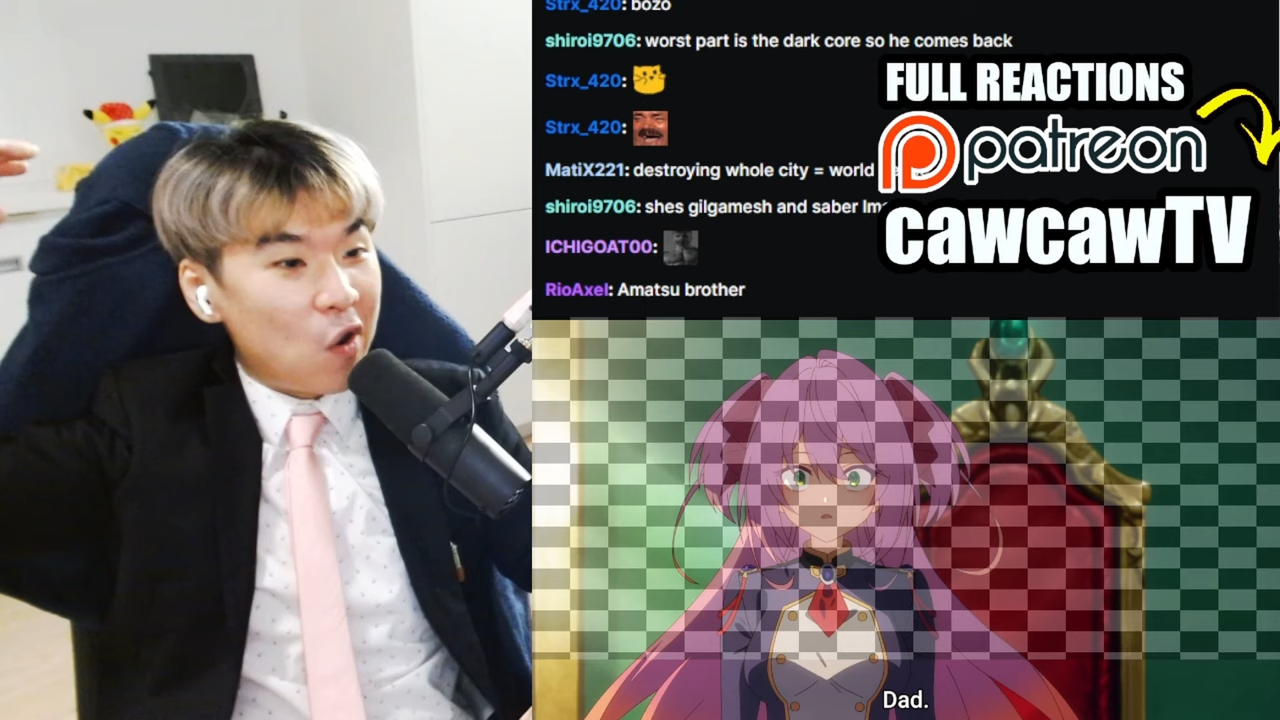 Strx_420: bozo
shiroi9706: worst part is the dark core so he comes back
Strx_420:
Strx_420:
MatiX221: destroying whole city = world
shiroi9706: shes gilgamesh and saber
ICHIGOAT00:
RioAxel: Amatsu brother
FULL REACTIONS
patreon
cawcawTV
Dad.